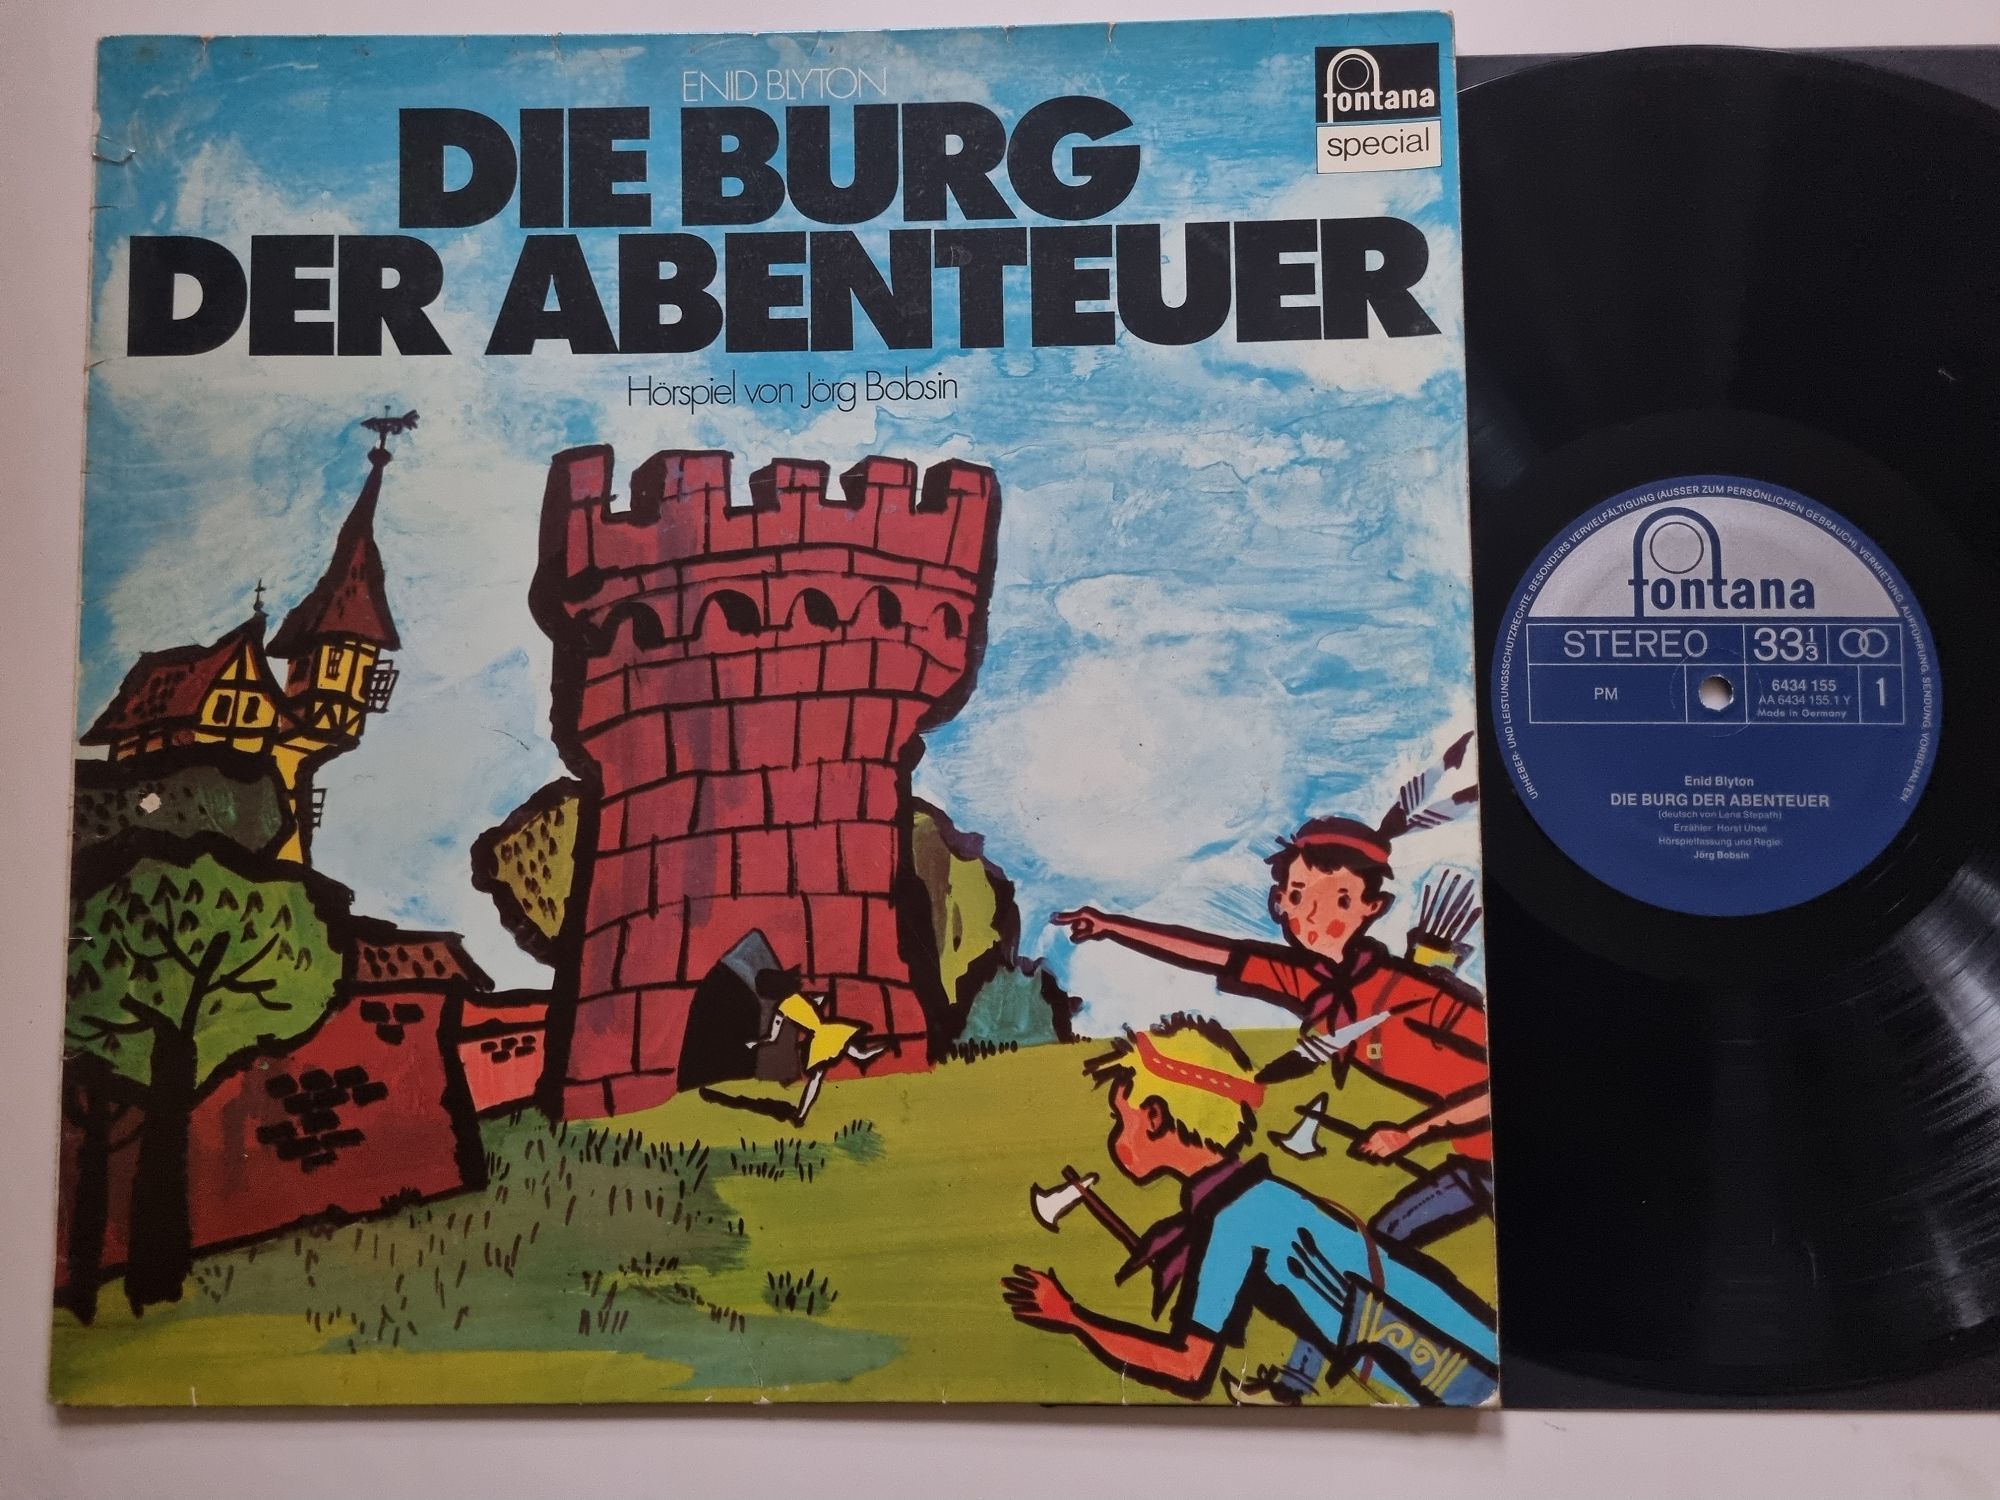 ENID BLYTON
DIE BURG
DER ABENTEUER
Hörspiel von Jörg Bobsin
fontana
special
URHEBER- UND LEISTUNGSSCHUTZRECHTE, BESONDERS VERVIELFÄLTIGUNG (AUSSER ZUM PERSÖNLICHEN GEBRAUCH), VERMIETUNG, AUFFÜHRUNG, SENDUNG, VORBEHALTEN
fontana
STEREO
33 1/3
PM
6434 155
AA 6434 155.1 Y
Made in Germany
1
Enid Blyton
DIE BURG DER ABENTEUER
(deutsch von Lena Stepath)
Erzähler: Horst Uhse
Hörspielfassung und Regie:
Jörg Bobsin